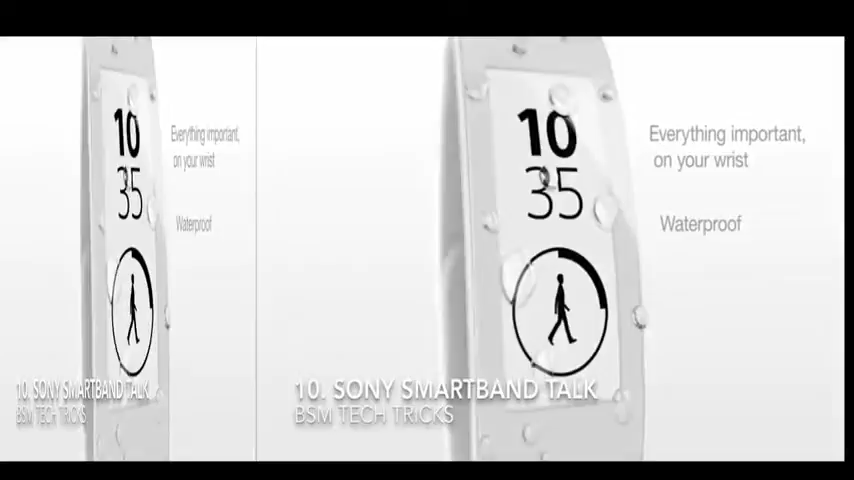 10
35
Everything important,
on your wrist
Waterproof
10. SONY SMARTBAND TALK
BSM TECH TRICKS
10
35
Everything important,
on your wrist
Waterproof
10. SONY SMARTBAND TALK
BSM TECH TRICKS